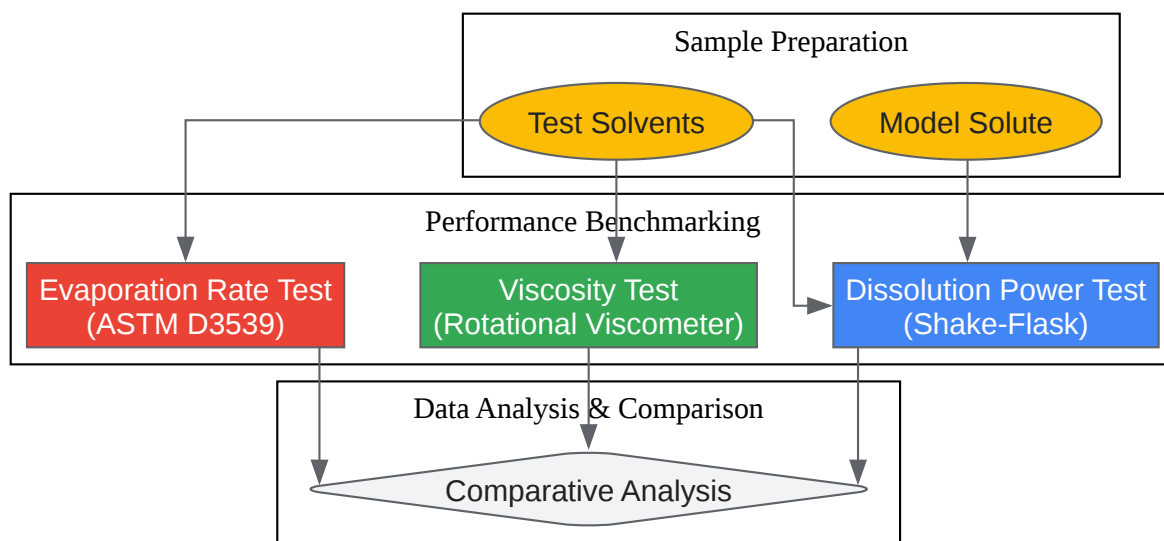 Sample Preparation
Test Solvents
Model Solute
Performance Benchmarking
Evaporation Rate Test
(ASTM D3539)
Viscosity Test
(Rotational Viscometer)
Dissolution Power Test
(Shake-Flask)
Data Analysis & Comparison
Comparative Analysis